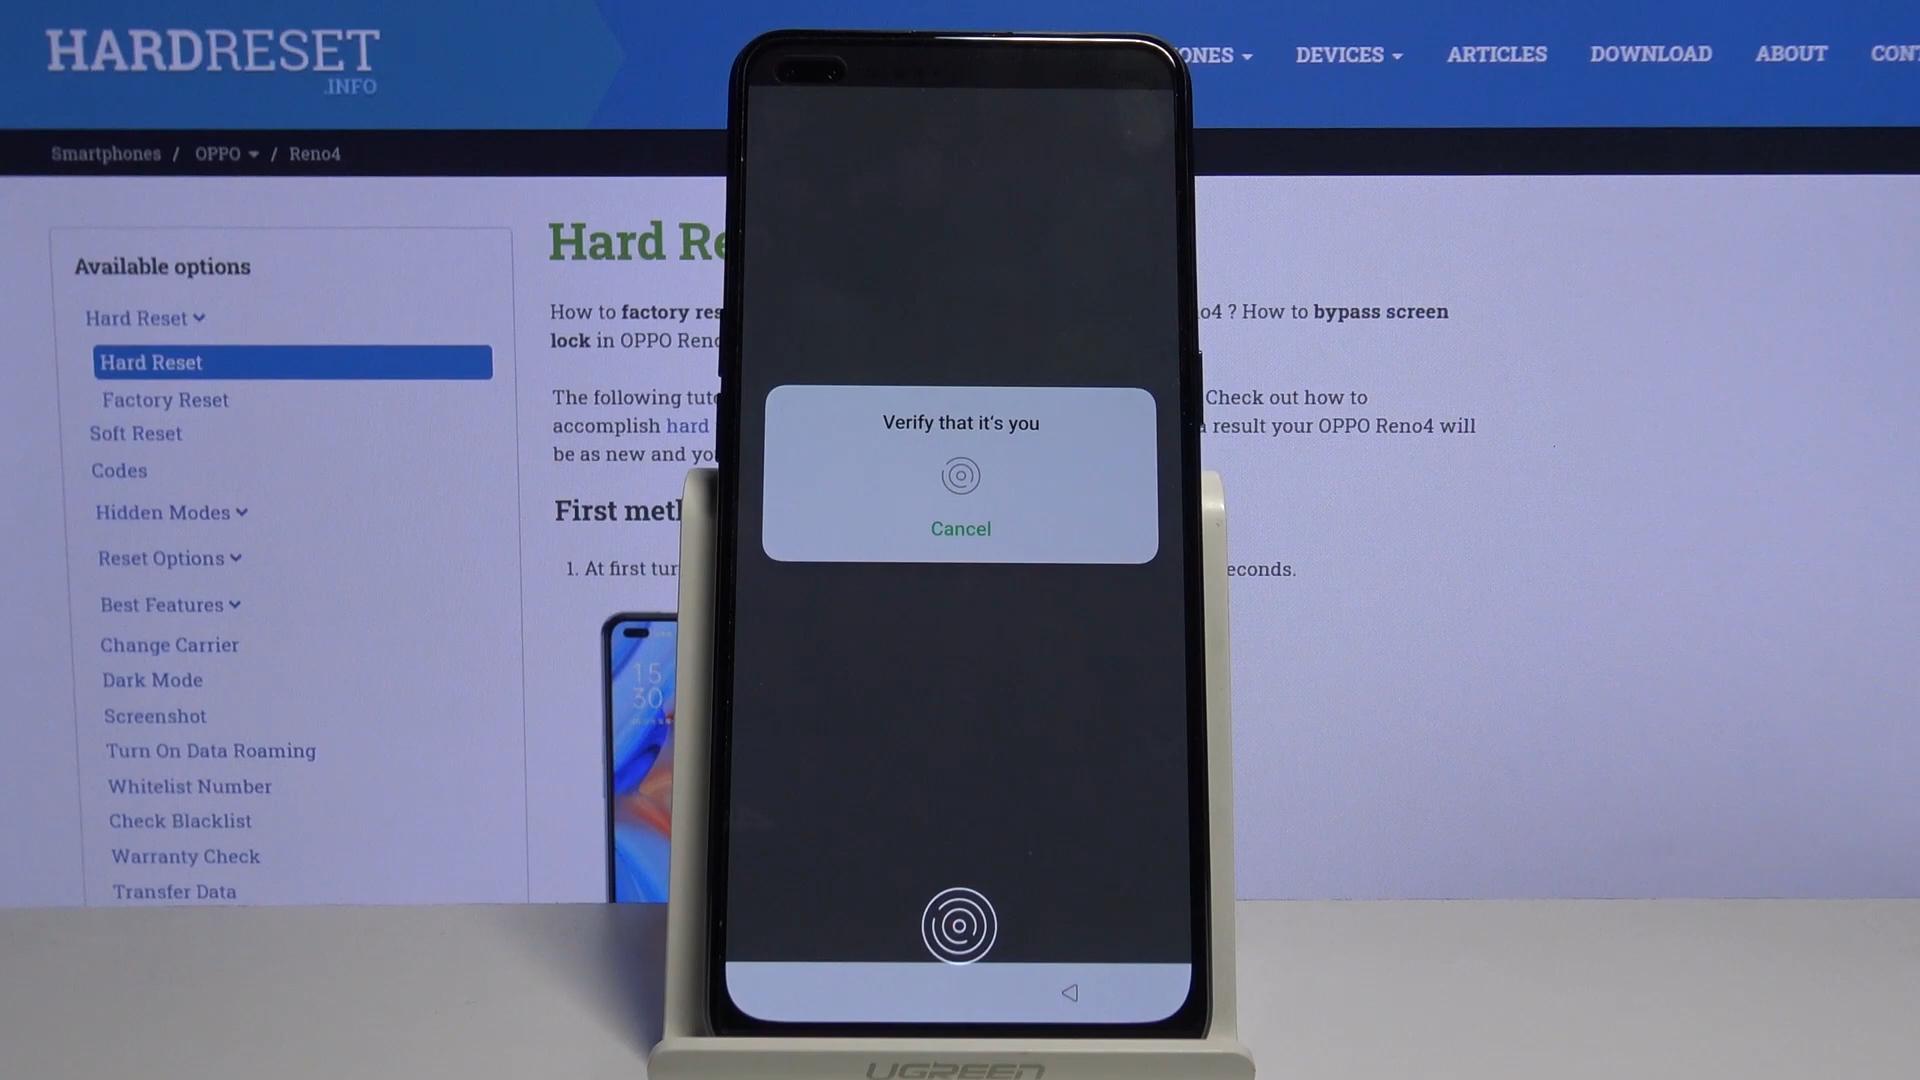 HARDRESET
.INFO
ONES
DEVICES
ARTICLES
DOWNLOAD
ABOUT
CONT
Smartphones / OPPO / Reno4
Available options
Hard Reset
Hard Reset
Factory Reset
Soft Reset
Codes
Hidden Modes
Reset Options
Best Features
Change Carrier
Dark Mode
Screenshot
Turn On Data Roaming
Whitelist Number
Check Blacklist
Warranty Check
Transfer Data
Hard Re
How to factory res
o4 ? How to bypass screen
lock in OPPO Reno
The following tuto
Check out how to
accomplish hard
result your OPPO Reno4 will
be as new and yo
First meth
1. At first tur
econds.
15
30
Verify that it's you
Cancel
UGREEN